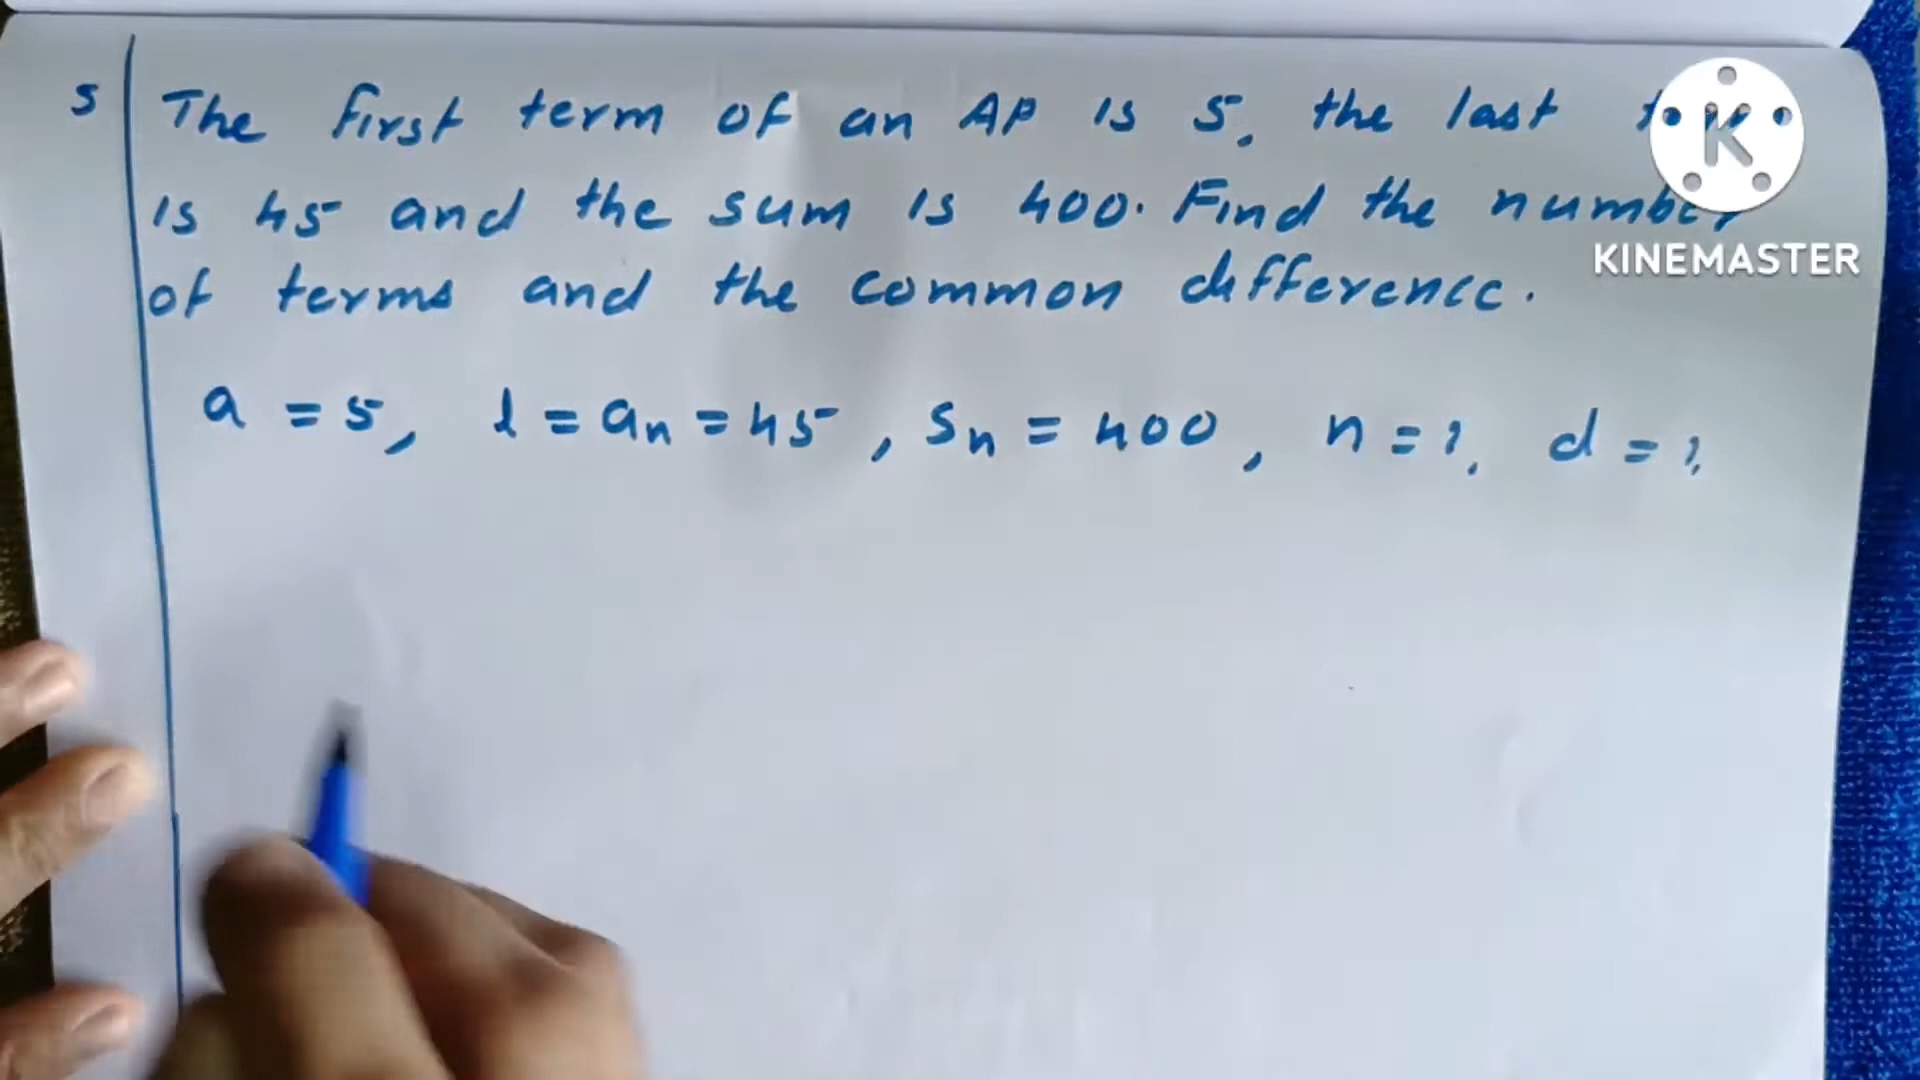 5 The first term of an AP is 5, the last
is 45 and the sum is 400. Find the number
of terms and the common difference.
a = 5, l = an = 45, Sn = 400, n = ?, d = ?
K
KINEMASTER